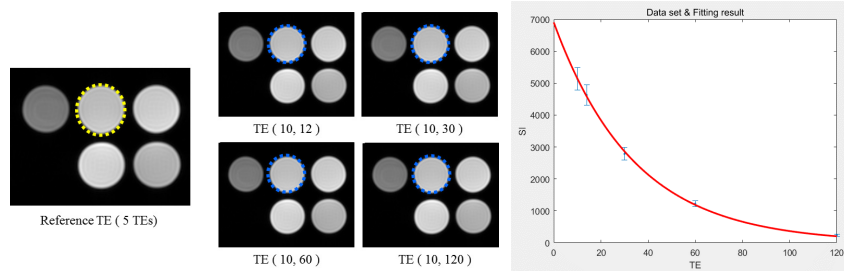 Reference TE ( 5 TEs)
TE ( 10, 12 )
TE ( 10, 30 )
TE ( 10, 60 )
TE ( 10, 120 )
Data set & Fitting result
7000
6000
5000
4000
3000
2000
1000
0
SI
0 20 40 60 80 100 120
TE